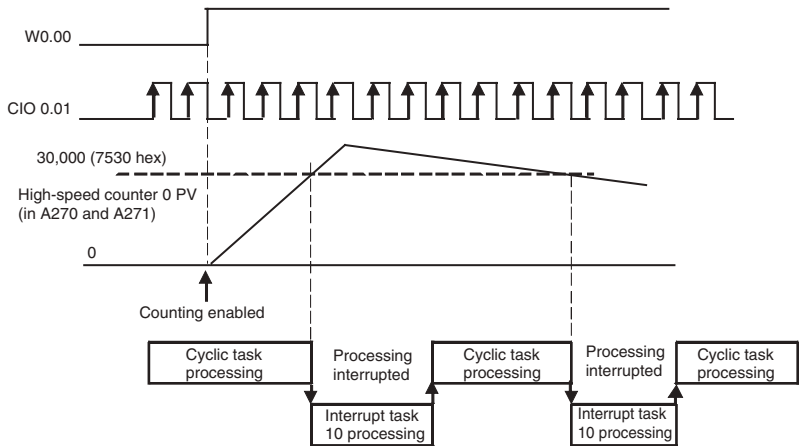 W0.00
CIO 0.01
30,000 (7530 hex)
High-speed counter 0 PV
(in A270 and A271)
0
Counting enabled
Cyclic task
processing
Processing
interrupted
Cyclic task
processing
Processing
interrupted
Cyclic task
processing
Interrupt task
10 processing
Interrupt task
10 processing